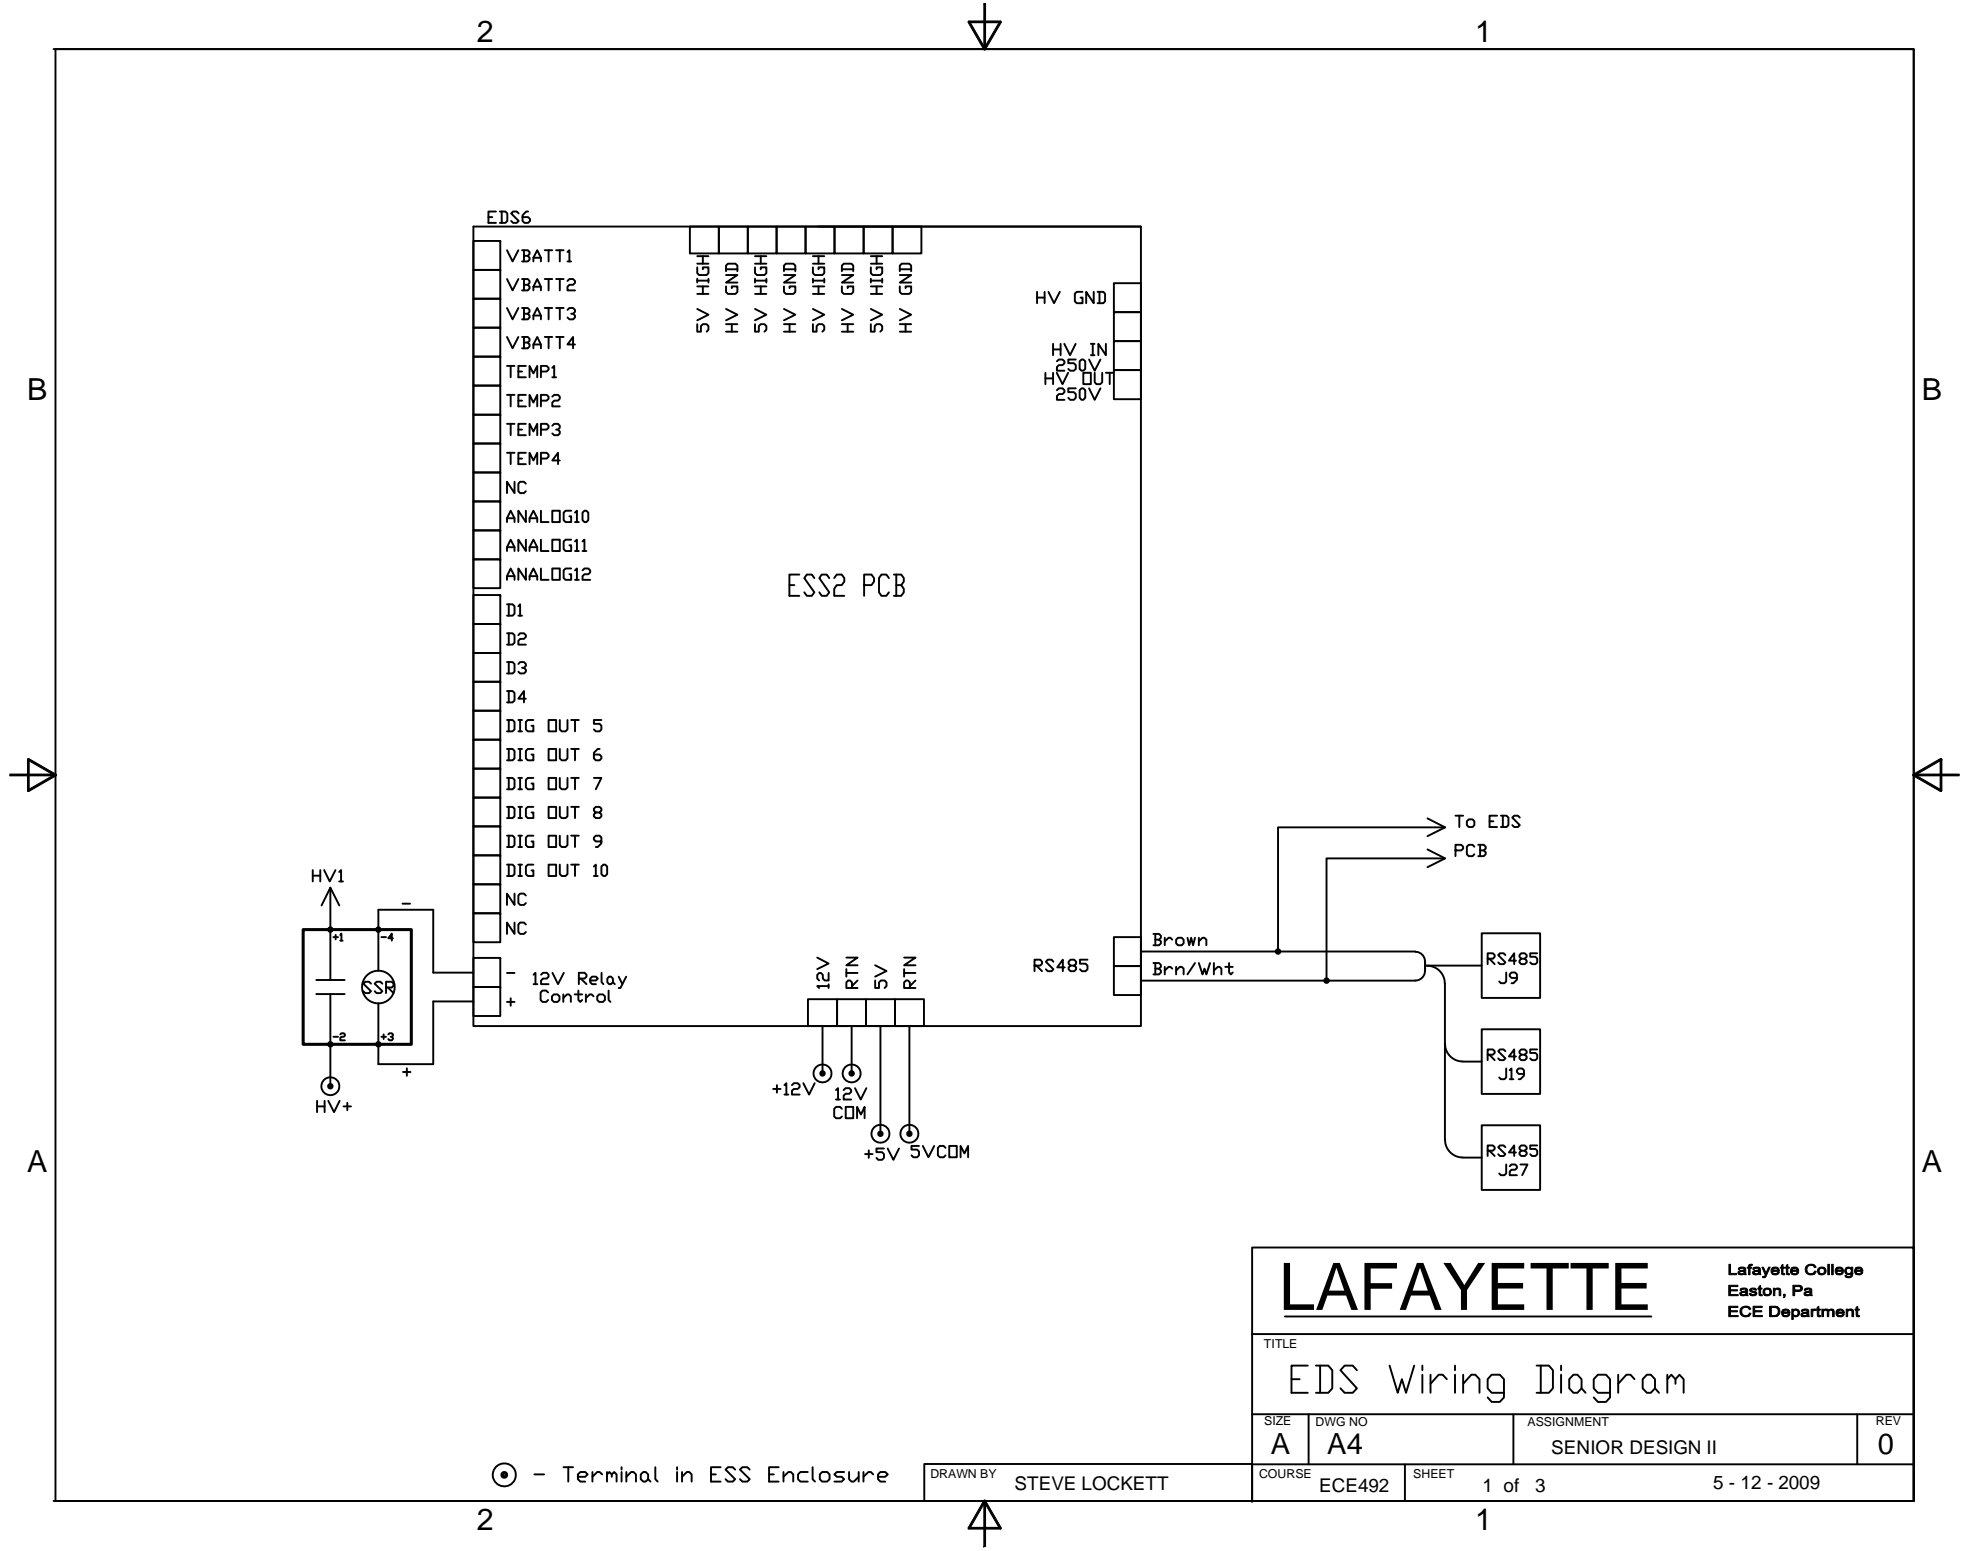 2
1
EDS6
VBATT1
VBATT2
VBATT3
VBATT4
TEMP1
TEMP2
TEMP3
TEMP4
NC
ANALOG10
ANALOG11
ANALOG12
D1
D2
D3
D4
DIG OUT 5
DIG OUT 6
DIG OUT 7
DIG OUT 8
DIG OUT 9
DIG OUT 10
NC
NC
-
+
12V Relay
Control
5V HIGH
HV GND
5V HIGH
HV GND
5V HIGH
HV GND
5V HIGH
HV GND
HV GND
HV IN
250V
HV OUT
250V
B
B
ESS2 PCB
To EDS
PCB
HV1
-
+1
-4
SSR
-2
+3
+
HV+
12V
RTN
5V
RTN
+12V
12V
COM
+5V
5VCOM
RS485
Brown
Brn/Wht
RS485
J9
RS485
J19
RS485
J27
A
A
LAFAYETTE
Lafayette College
Easton, Pa
ECE Department
TITLE
EDS Wiring Diagram
SIZE
A
DWG NO
A4
ASSIGNMENT
SENIOR DESIGN II
REV
0
- Terminal in ESS Enclosure
DRAWN BY
STEVE LOCKETT
COURSE
ECE492
SHEET
1 of 3
5 - 12 - 2009
2
1